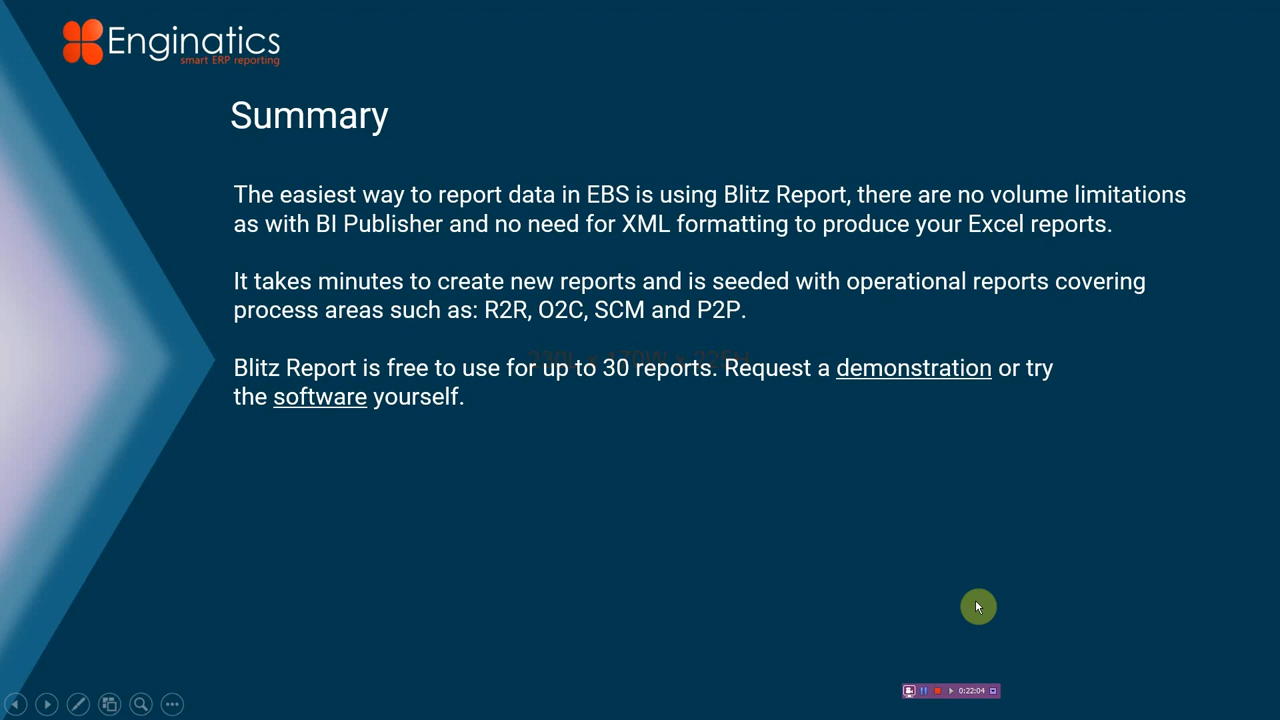 Enginatics
smart ERP reporting
Summary
The easiest way to report data in EBS is using Blitz Report, there are no volume limitations
as with BI Publisher and no need for XML formatting to produce your Excel reports.
It takes minutes to create new reports and is seeded with operational reports covering
process areas such as: R2R, O2C, SCM and P2P.
Blitz Report is free to use for up to 30 reports. Request a demonstration or try
the software yourself.
0:22:04